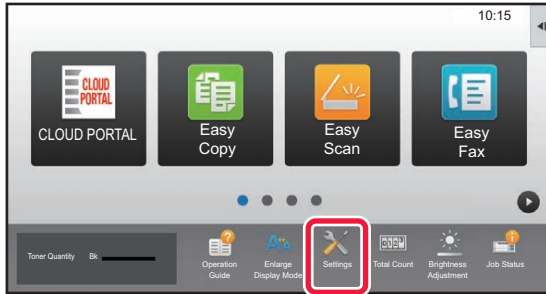 10:15
CLOUD
PORTAL
CLOUD PORTAL
Easy
Copy
Easy
Scan
Easy
Fax
Toner Quantity Bk
Operation
Guide
Enlarge
Display Mode
Settings
Total Count
Brightness
Adjustment
Job Status